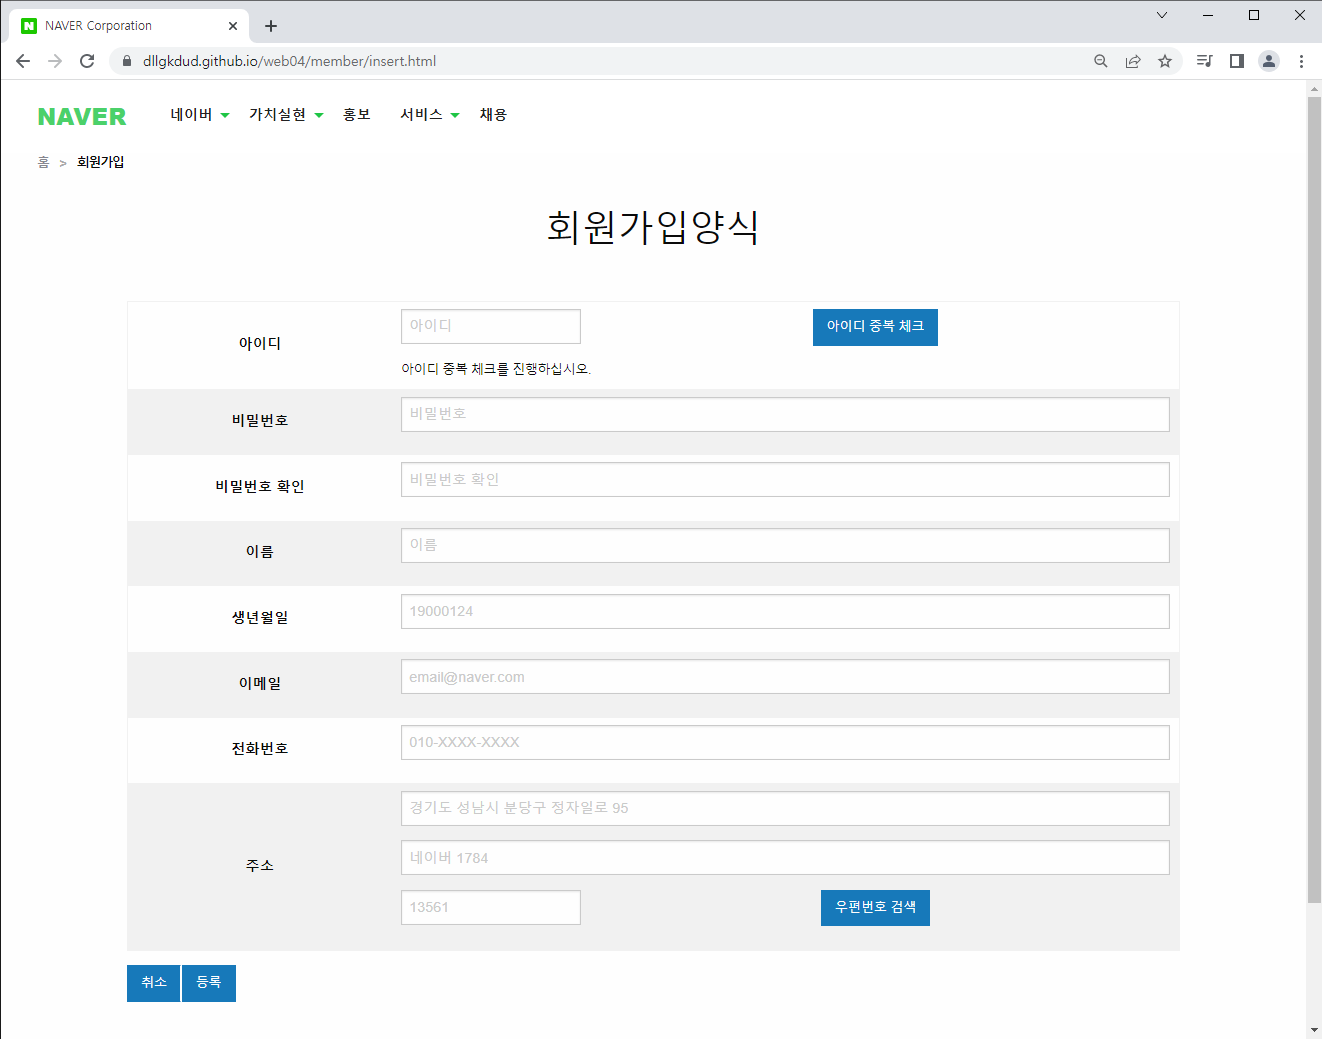 NAVER Corporation
dllgkdud.github.io/web04/member/insert.html
NAVER 네이버 가치실현 홍보 서비스 채용
홈 > 회원가입
회원가입양식
아이디 아이디 아이디 중복 체크
아이디 중복 체크를 진행하십시오.
비밀번호 비밀번호
비밀번호 확인 비밀번호 확인
이름 이름
생년월일 19000124
이메일 email@naver.com
전화번호 010-XXXX-XXXX
경기도 성남시 분당구 정자일로 95
주소 네이버 1784
13561 우편번호 검색
취소 등록